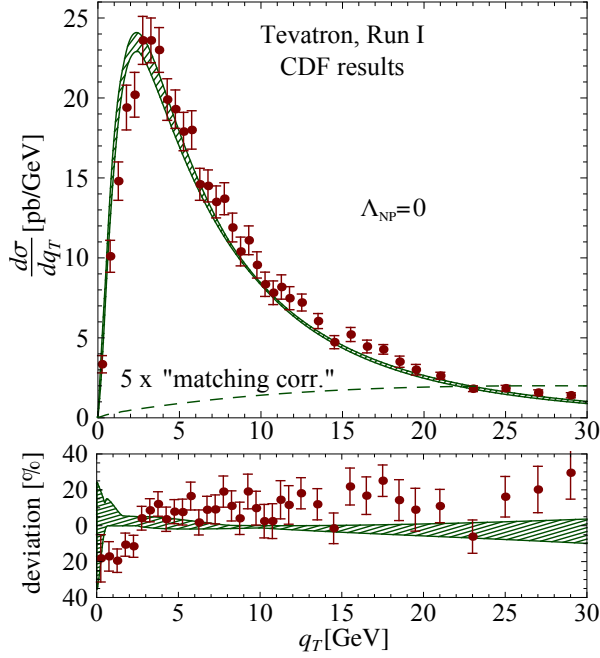 25
20
15
10
5
0
dσ
dq_T
[pb/GeV]
Tevatron, Run I
CDF results
Λ_NP=0
5 x "matching corr."
0 5 10 15 20 25 30
40
20
0
20
40
deviation [%]
0 5 10 15 20 25 30
q_T[GeV]